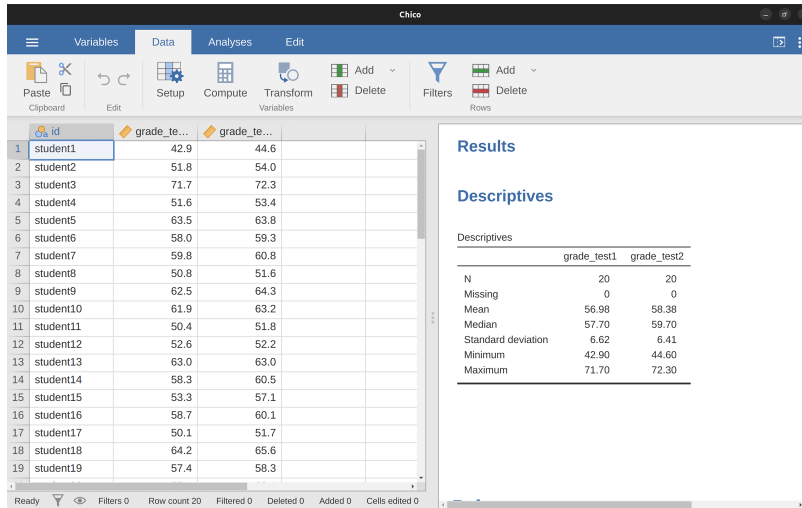 Chico
Variables Data Analyses Edit
Paste Setup Compute Transform Add Delete Filters Add Delete
Clipboard Edit Variables Rows
id grade_te... grade_te...
1 student1 42.9 44.6
2 student2 51.8 54.0
3 student3 71.7 72.3
4 student4 51.6 53.4
5 student5 63.5 63.8
6 student6 58.0 59.3
7 student7 59.8 60.8
8 student8 50.8 51.6
9 student9 62.5 64.3
10 student10 61.9 63.2
11 student11 50.4 51.8
12 student12 52.6 52.2
13 student13 63.0 63.0
14 student14 58.3 60.5
15 student15 53.3 57.1
16 student16 58.7 60.1
17 student17 50.1 51.7
18 student18 64.2 65.6
19 student19 57.4 58.3
Ready Filters 0 Row count 20 Filtered 0 Deleted 0 Added 0 Cells edited 0
Results
Descriptives
Descriptives
grade_test1 grade_test2
N 20 20
Missing 0 0
Mean 56.98 58.38
Median 57.70 59.70
Standard deviation 6.62 6.41
Minimum 42.90 44.60
Maximum 71.70 72.30